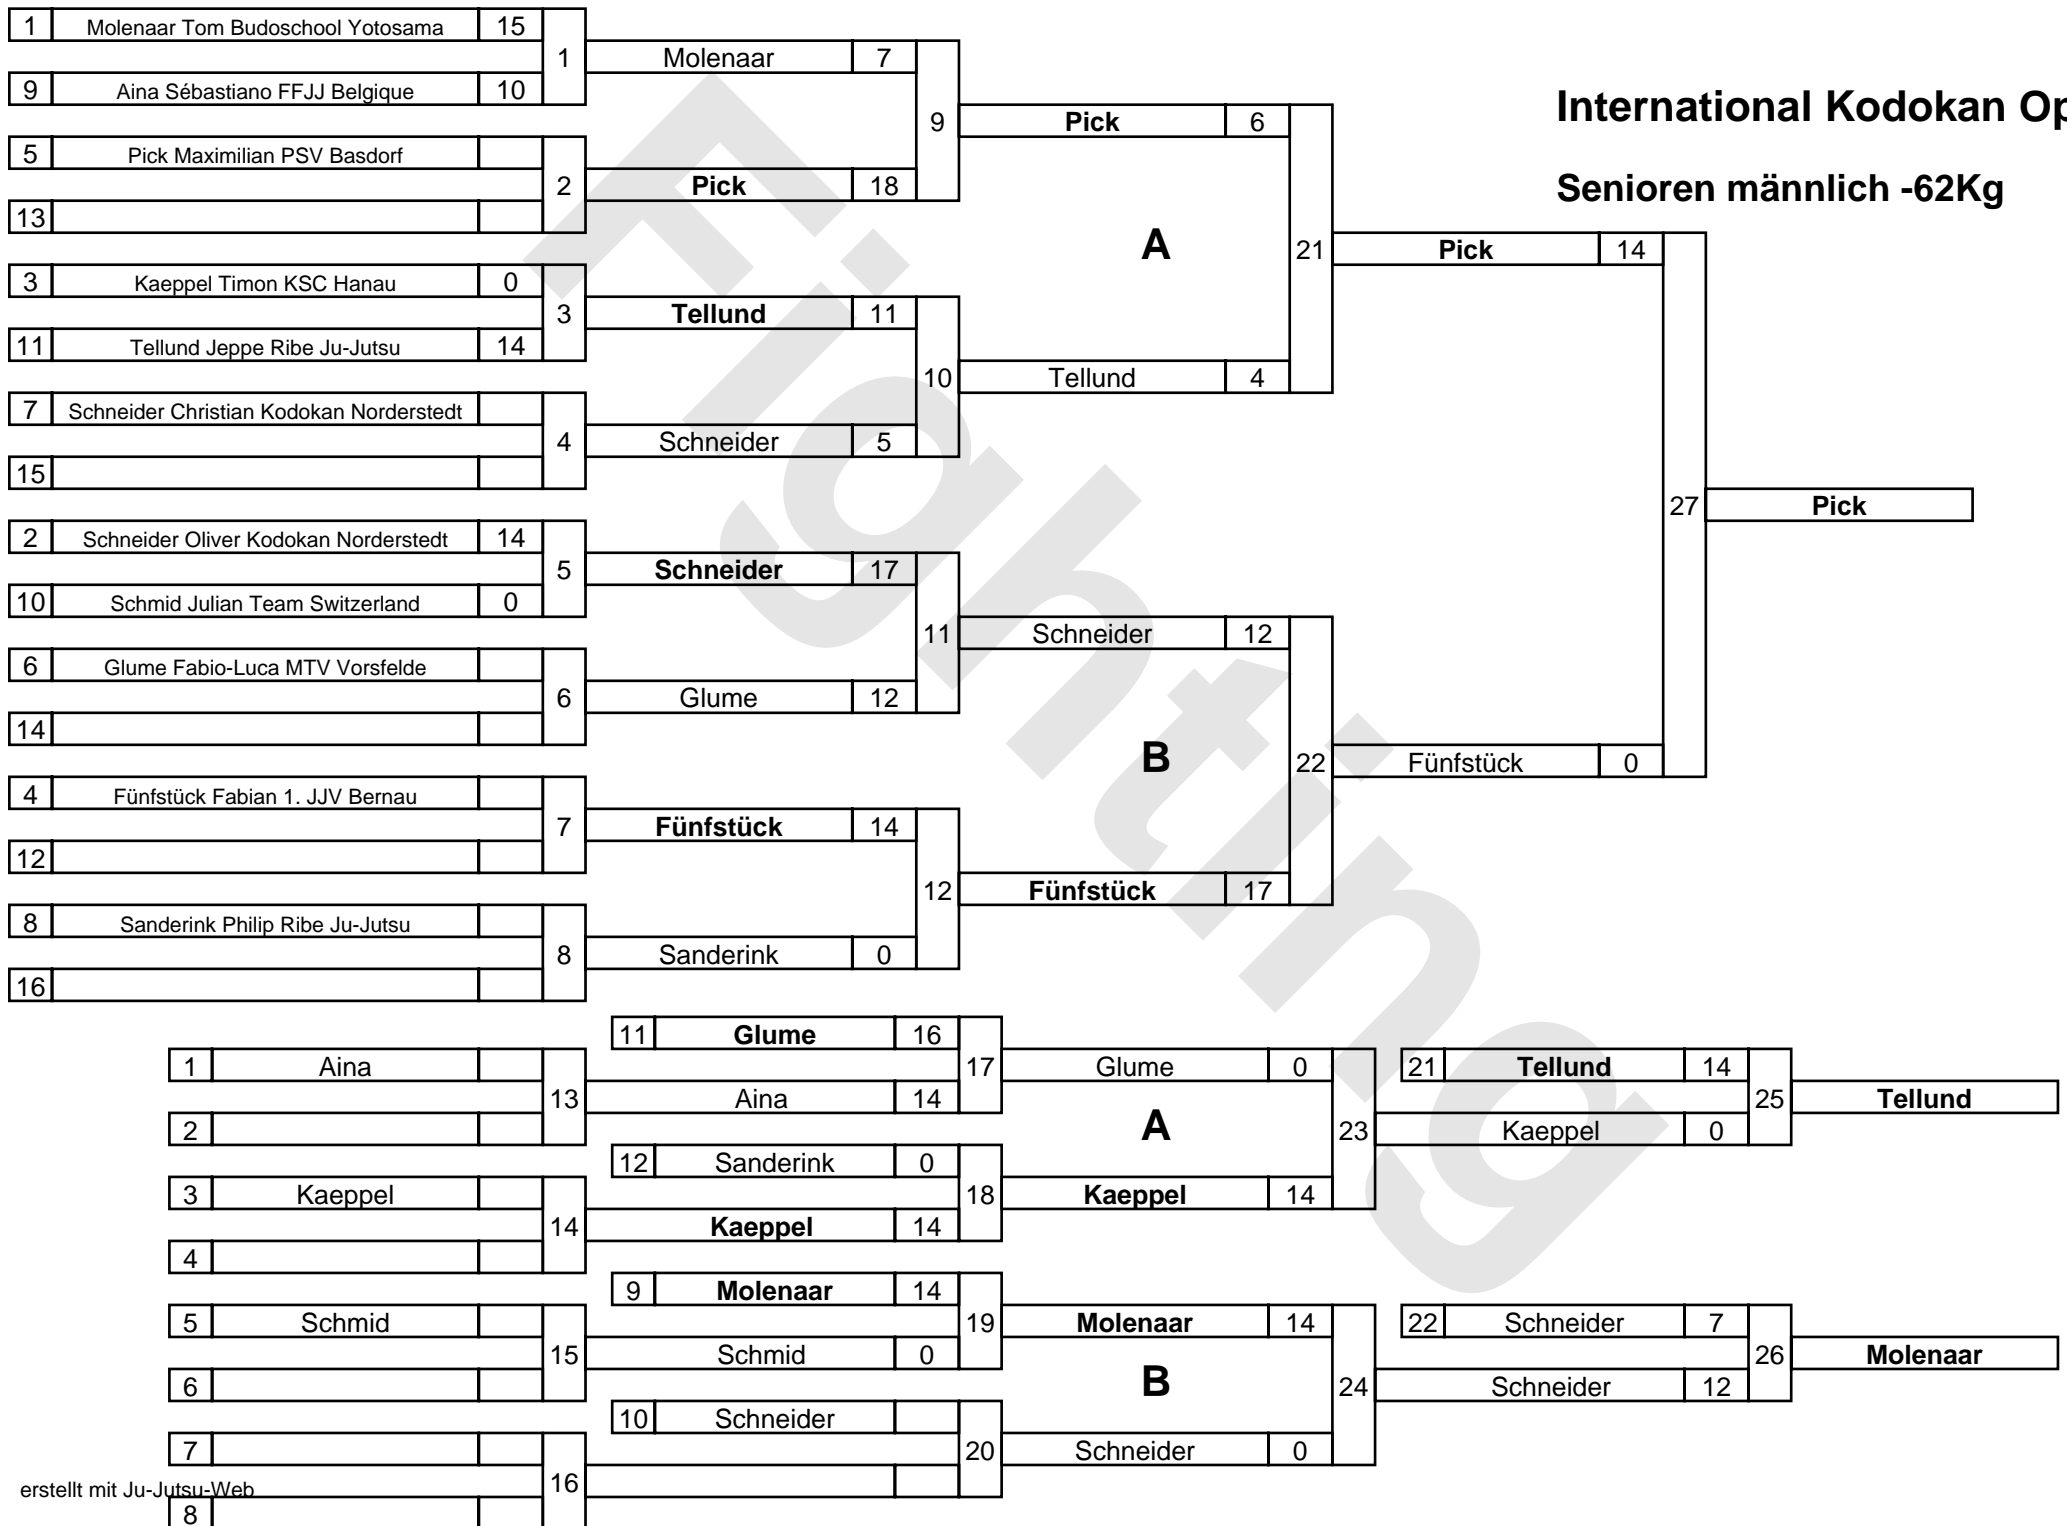 International Kodokan Op
Senioren männlich -62Kg
1 Molenaar Tom Budoschool Yotosama 15
1
9 Aina Sébastiano FFJJ Belgique 10
5 Pick Maximilian PSV Basdorf
2
13
3 Kaeppel Timon KSC Hanau 0
3
11 Tellund Jeppe Ribe Ju-Jutsu 14
7 Schneider Christian Kodokan Norderstedt
4
15
2 Schneider Oliver Kodokan Norderstedt 14
5
10 Schmid Julian Team Switzerland 0
6 Glume Fabio-Luca MTV Vorsfelde
6
14
4 Fünfstück Fabian 1. JJV Bernau
7
12
8 Sanderink Philip Ribe Ju-Jutsu
8
16
Molenaar 7
9
Pick 18
Tellund 11
10
Schneider 5
Schneider 17
11
Glume 12
Fünfstück 14
12
Sanderink 0
Pick 6
A
21
Tellund 4
Schneider 12
B
22
Fünfstück 17
Pick 14
27
Fünfstück 0
Pick
Fighting
1 Aina
13
2
3 Kaeppel
14
4
5 Schmid
15
6
7
16
8
11 Glume 16
17
Aina 14
12 Sanderink 0
18
Kaeppel 14
9 Molenaar 14
19
Schmid 0
10 Schneider
20
Glume 0
A
23
Kaeppel 14
Molenaar 14
B
24
Schneider 0
21 Tellund 14
25
Kaeppel 0
Tellund
22 Schneider 7
26
Schneider 12
Molenaar
erstellt mit Ju-Jutsu-Web